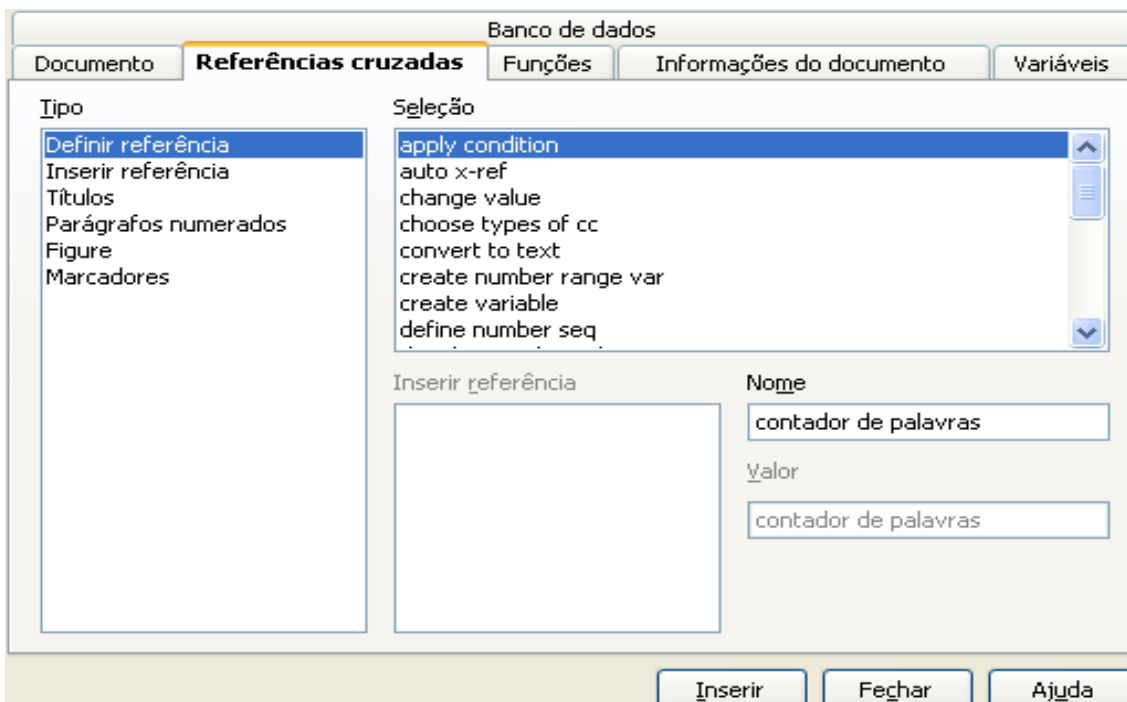 Banco de dados
Documento Referências cruzadas Funções Informações do documento Variáveis
Tipo
Definir referência
Inserir referência
Títulos
Parágrafos numerados
Figure
Marcadores
Seleção
apply condition
auto x-ref
change value
choose types of cc
convert to text
create number range var
create variable
define number seq
Inserir referência
Nome
contador de palavras
Valor
contador de palavras
Inserir Fechar Ajuda